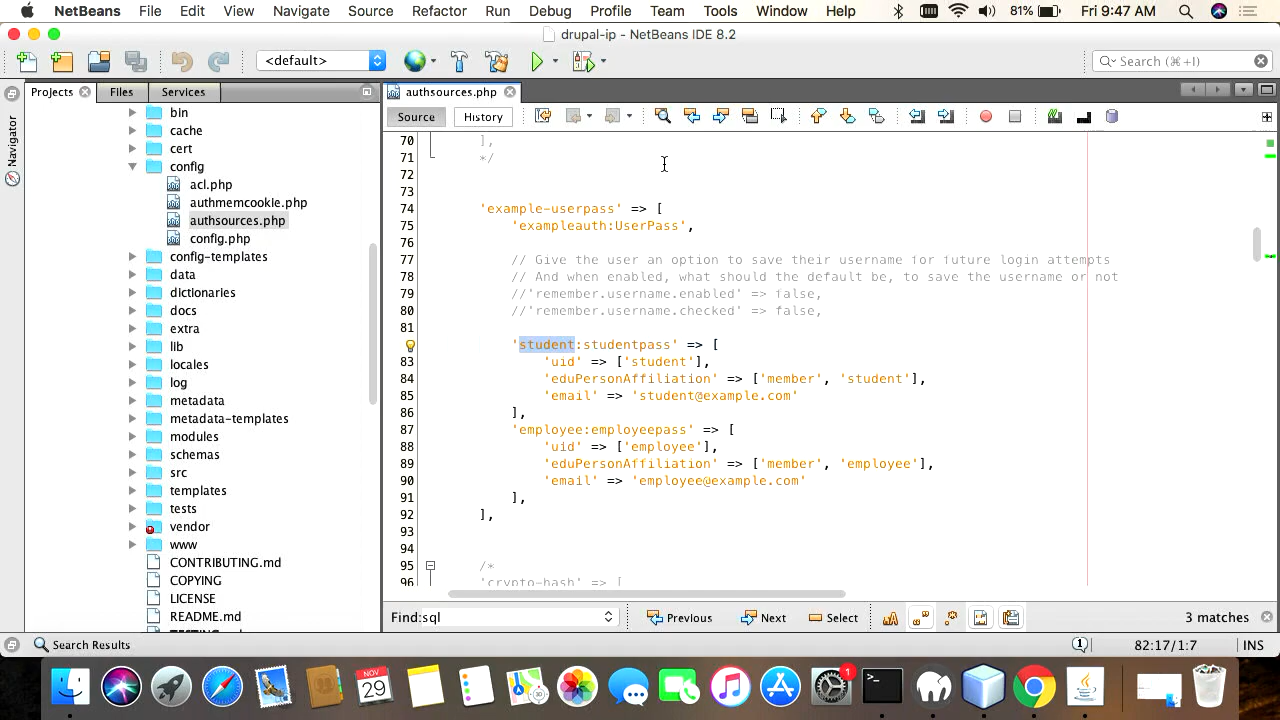 NetBeans File Edit View Navigate Source Refactor Run Debug Profile Team Tools Window Help 81% Fri 9:47 AM
drupal-ip - NetBeans IDE 8.2
<default> Search (⌘+I)
Projects Files Services authsources.php
Source History
Navigator
bin
cache
cert
config
acl.php
authmemcookie.php
authsources.php
config.php
config-templates
data
dictionaries
docs
extra
lib
locales
log
metadata
metadata-templates
modules
schemas
src
templates
tests
vendor
www
CONTRIBUTING.md
COPYING
LICENSE
README.md
70 ],
71 */
72
73
74 'example-userpass' => [
75 'exampleauth:UserPass',
76
77 // Give the user an option to save their username for future login attempts
78 // And when enabled, what should the default be, to save the username or not
79 //'remember.username.enabled' => false,
80 //'remember.username.checked' => false,
81
'student:studentpass' => [
83 'uid' => ['student'],
84 'eduPersonAffiliation' => ['member', 'student'],
85 'email' => 'student@example.com'
86 ],
87 'employee:employeepass' => [
88 'uid' => ['employee'],
89 'eduPersonAffiliation' => ['member', 'employee'],
90 'email' => 'employee@example.com'
91 ],
92 ],
93
94
95 /*
96 'crypto-hash' => [
Find: sql Previous Next Select 3 matches
Search Results 1 82:17/1:7 INS
NOV
29
1